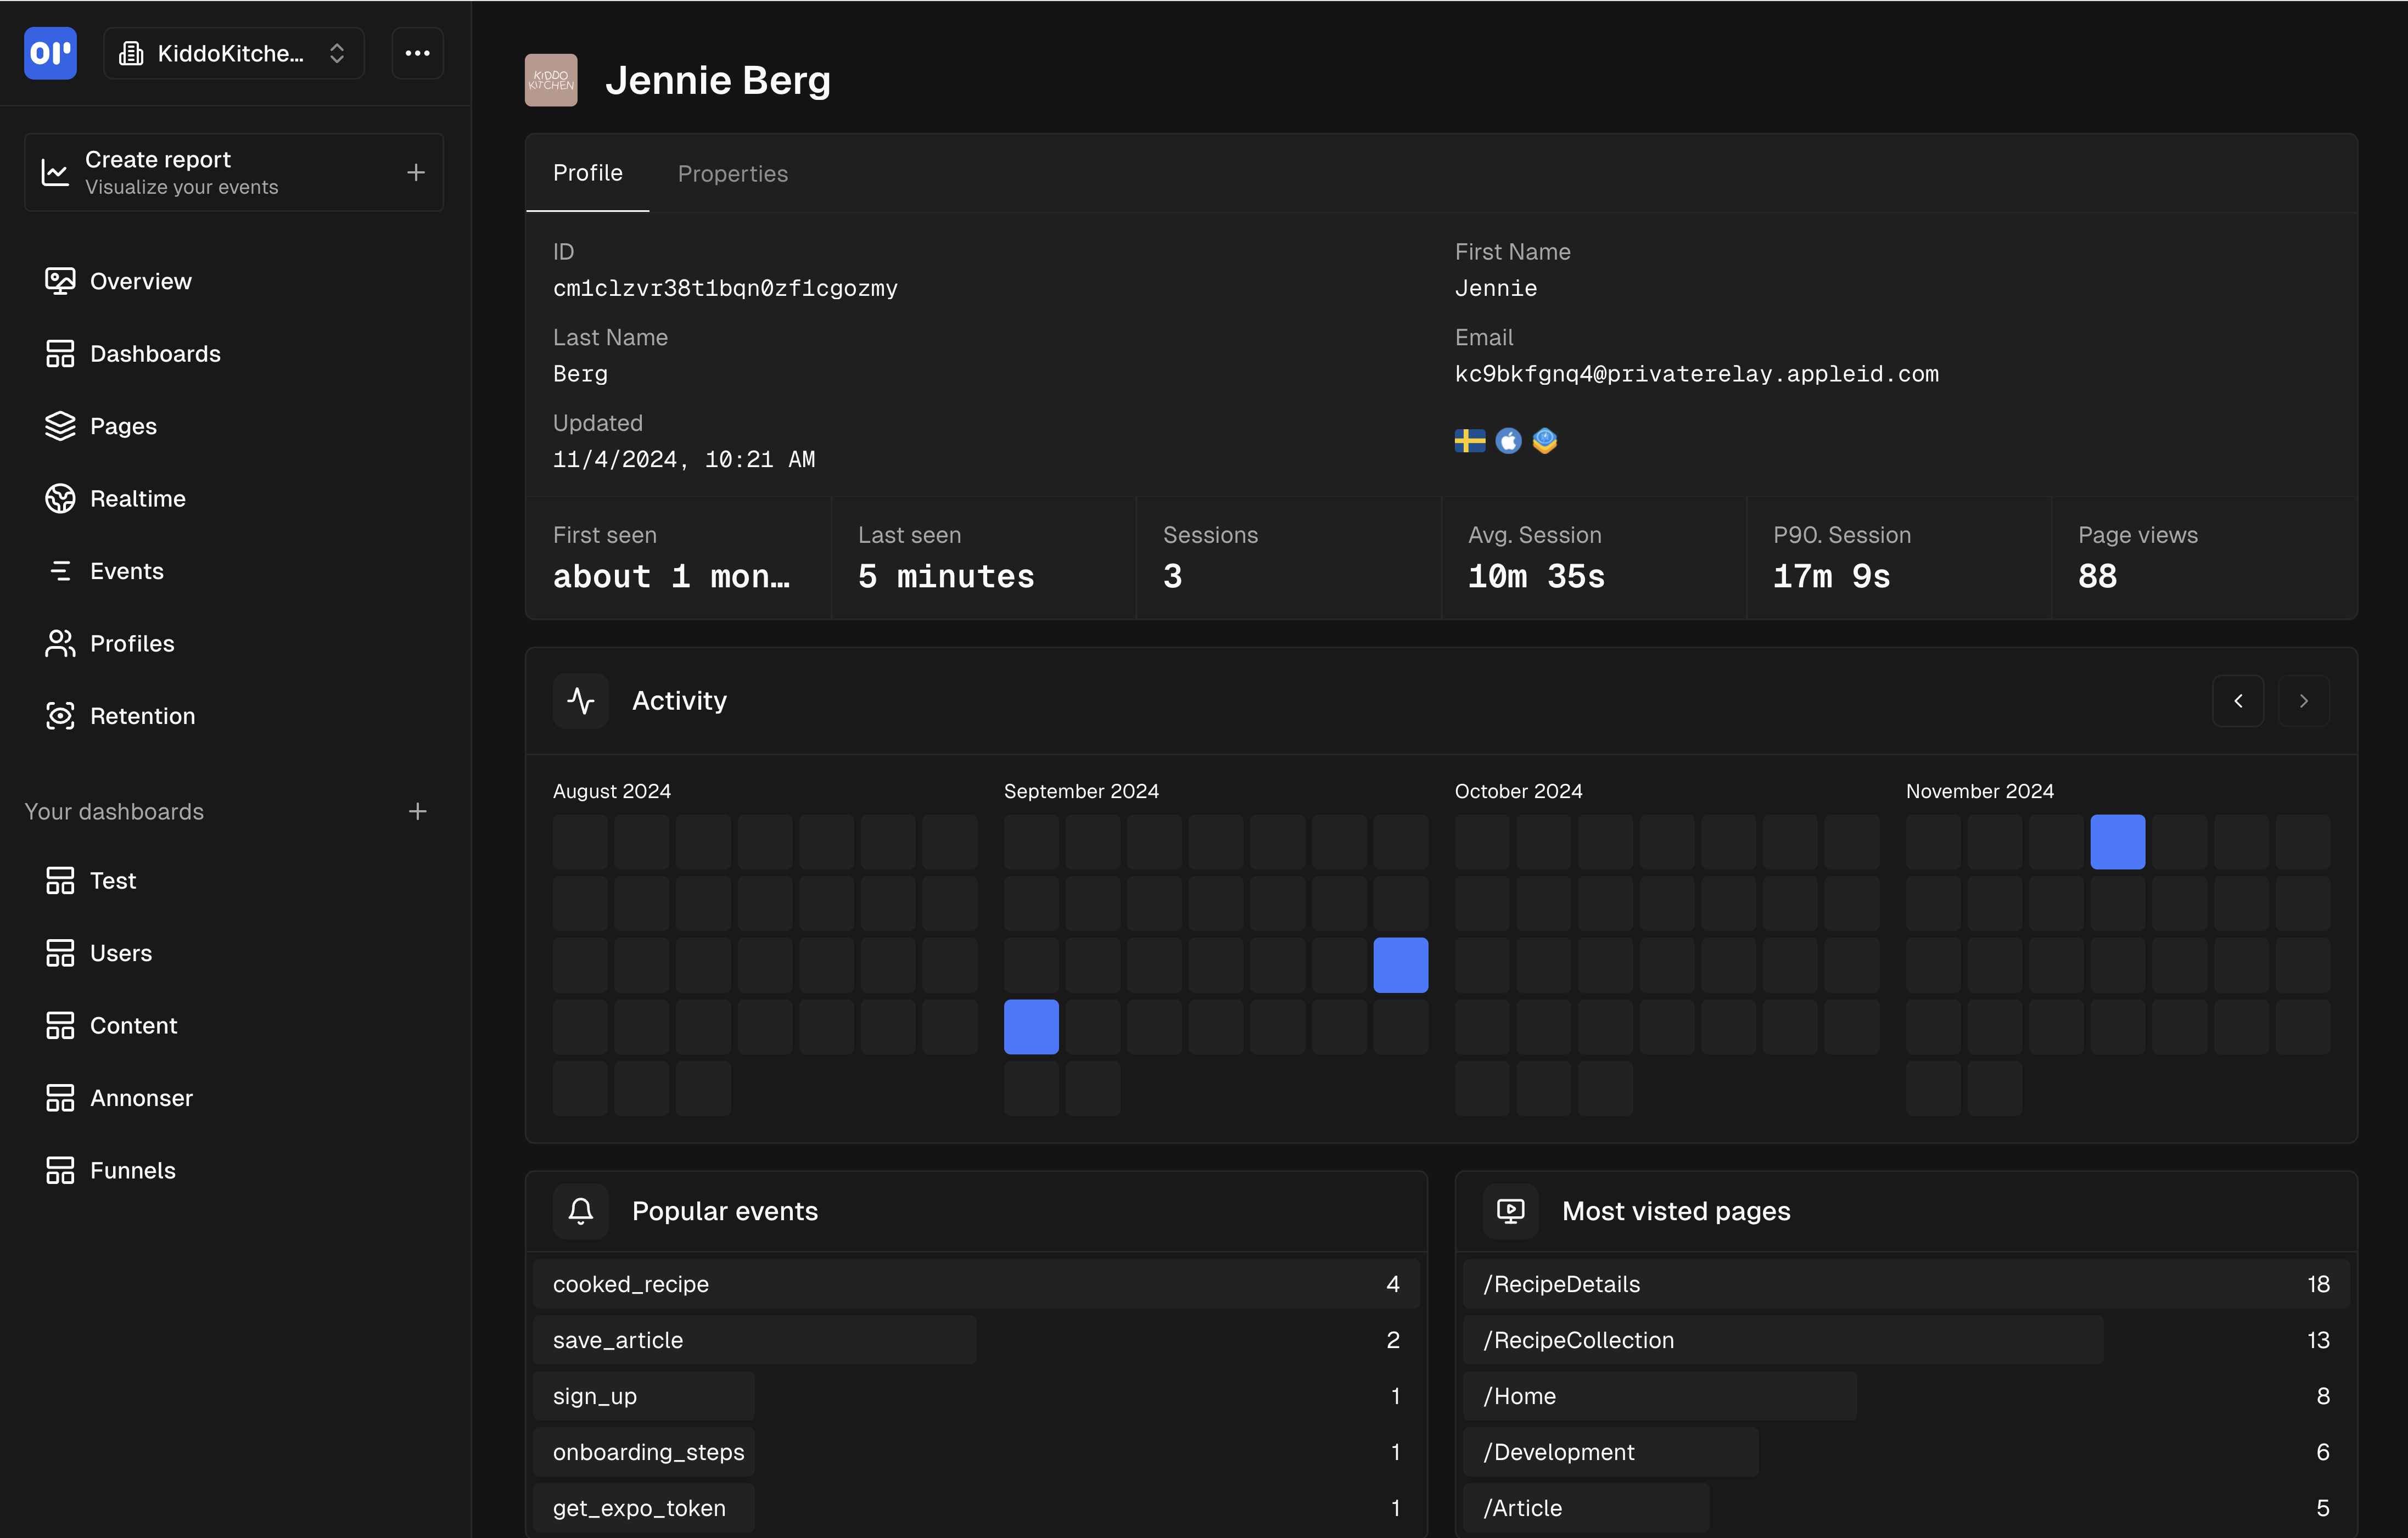 KiddoKitche...
Create report
Visualize your events
Overview
Dashboards
Pages
Realtime
Events
Profiles
Retention
Your dashboards
Test
Users
Content
Annonser
Funnels
KIDDO
KITCHEN
Jennie Berg
Profile
Properties
ID
cm1clzvr38t1bqn0zf1cgozmy
First Name
Jennie
Last Name
Berg
Email
kc9bkfgnq4@privaterelay.appleid.com
Updated
11/4/2024, 10:21 AM
First seen
about 1 mon…
Last seen
5 minutes
Sessions
3
Avg. Session
10m 35s
P90. Session
17m 9s
Page views
88
Activity
August 2024
September 2024
October 2024
November 2024
Popular events
cooked_recipe 4
save_article 2
sign_up 1
onboarding_steps 1
get_expo_token 1
Most visted pages
/RecipeDetails 18
/RecipeCollection 13
/Home 8
/Development 6
/Article 5